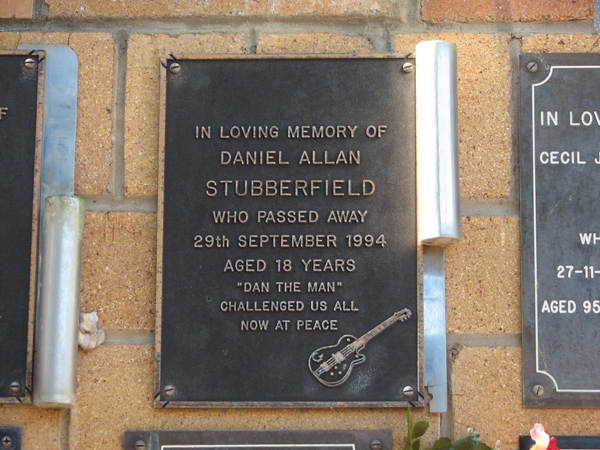 IN LOVING MEMORY OF
DANIEL ALLAN
STUBBERFIELD
WHO PASSED AWAY
29th SEPTEMBER 1994
AGED 18 YEARS
"DAN THE MAN"
CHALLENGED US ALL
NOW AT PEACE
IN LOV
CECIL J
WH
27-11-
AGED 95